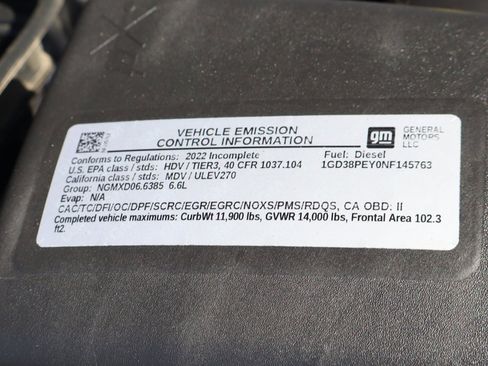 VEHICLE EMISSION
CONTROL INFORMATION
gm GENERAL
MOTORS
LLC
Conforms to Regulations: 2022 Incomplete Fuel: Diesel
U.S. EPA class / stds: HDV / TIER3, 40 CFR 1037.104 1GD38PEY0NF145763
California class / stds: MDV / ULEV270
Group: NGMXD06.6385 6.6L
Evap: N/A
CAC/TC/DFI/OC/DPF/SCRC/EGR/EGRC/NOXS/PMS/RDQS, CA OBD: II
Completed vehicle maximums: CurbWt 11,900 lbs, GVWR 14,000 lbs, Frontal Area 102.3
ft2.